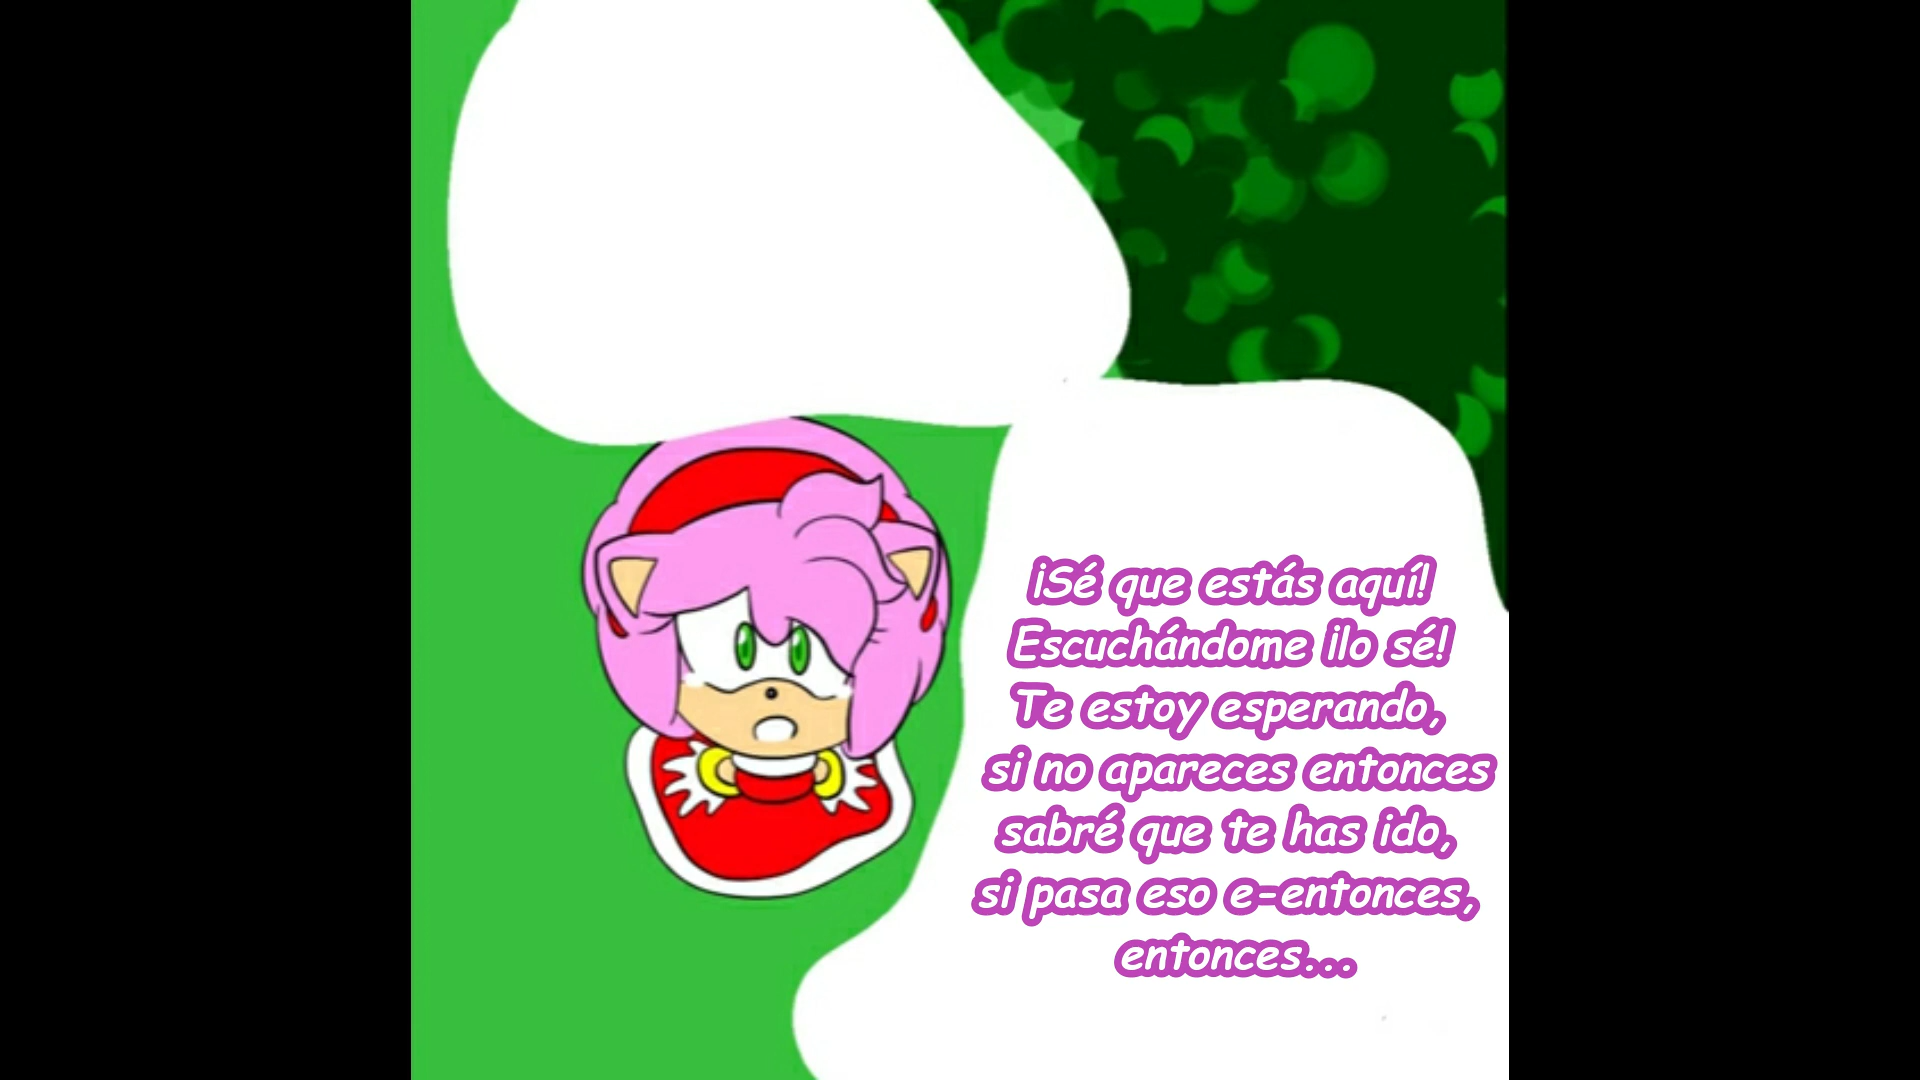 ¡Sé que estás aquí!
Escuchándome ¡lo sé!
Te estoy esperando,
si no apareces entonces
sabré que te has ido,
si pasa eso e-entonces,
entonces...